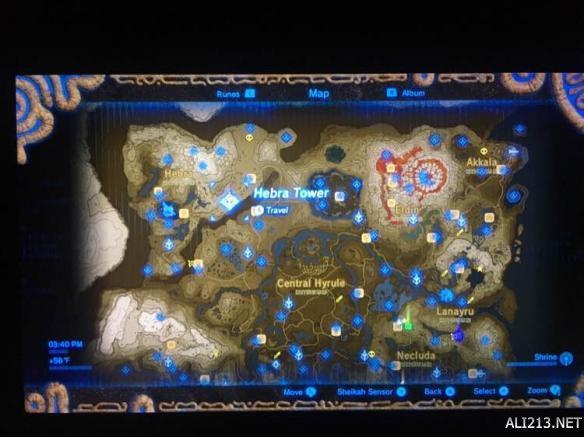 Runes
Map
Album
Akkala
Hebra
Hebra Tower
Travel
Eldin
Central Hyrule
Lanayru
Necluda
03:40 PM
Shrine
Move
Sheikah Sensor
Back
Select
Zoom
ALI213.NET